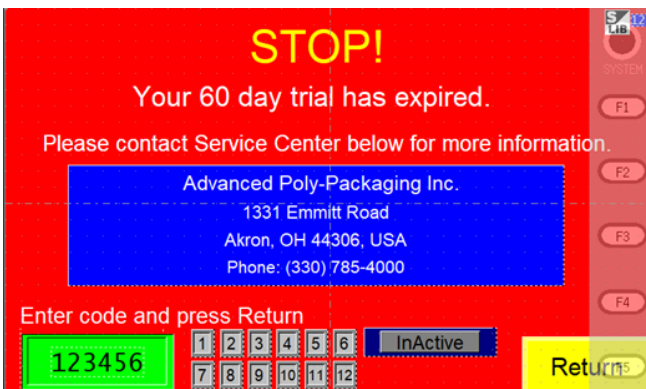 STOP!
S LIB 12
SYSTEM
Your 60 day trial has expired.
F1
Please contact Service Center below for more information.
F2
Advanced Poly-Packaging Inc.
1331 Emmitt Road
Akron, OH 44306, USA
F3
Phone: (330) 785-4000
F4
Enter code and press Return
123456
1 2 3 4 5 6
InActive
7 8 9 10 11 12
Return
F5